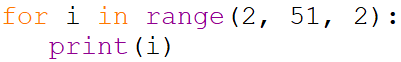 for i in range(2, 51, 2):
   print(i)